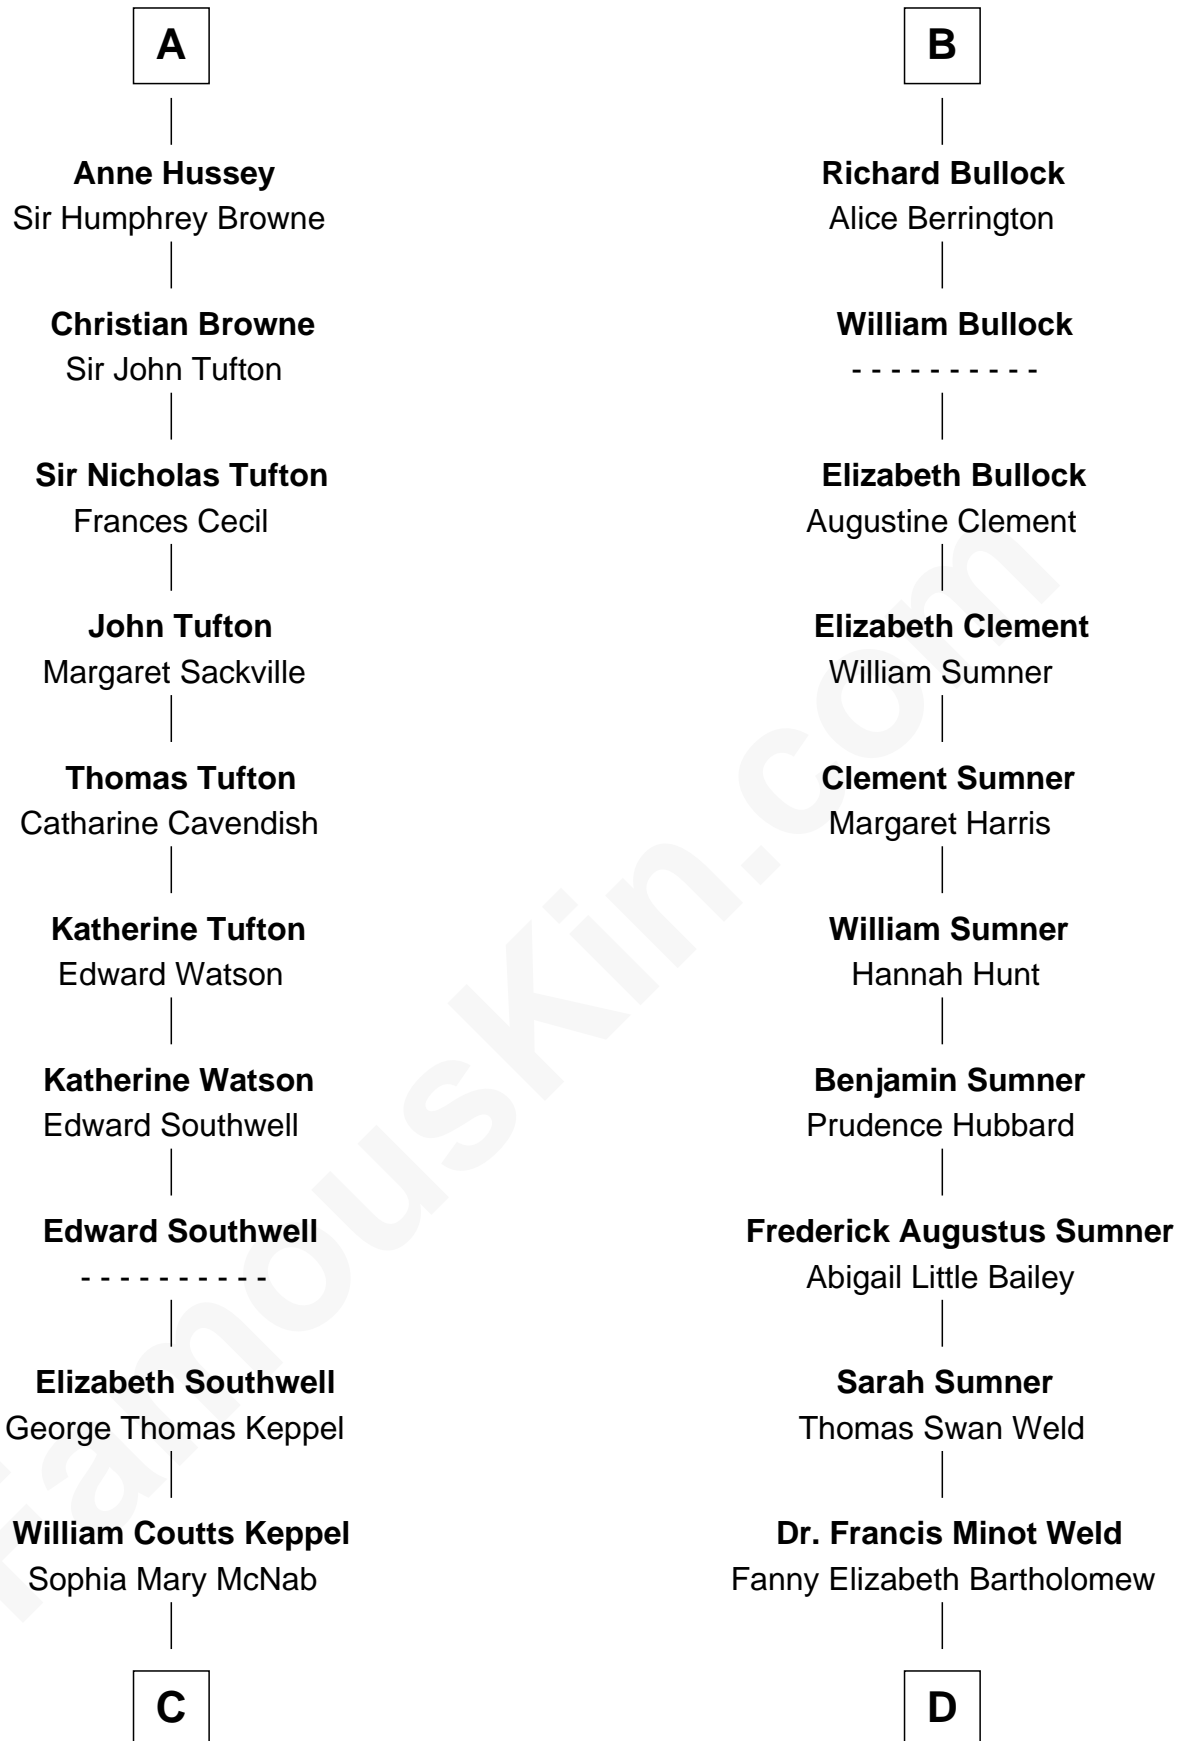 A
Anne Hussey
Sir Humphrey Browne
Christian Browne
Sir John Tufton
Sir Nicholas Tufton
Frances Cecil
John Tufton
Margaret Sackville
Thomas Tufton
Catharine Cavendish
Katherine Tufton
Edward Watson
Katherine Watson
Edward Southwell
Edward Southwell
- - - - - - - - - -
Elizabeth Southwell
George Thomas Keppel
William Coutts Keppel
Sophia Mary McNab
C
B
Richard Bullock
Alice Berrington
William Bullock
- - - - - - - - - -
Elizabeth Bullock
Augustine Clement
Elizabeth Clement
William Sumner
Clement Sumner
Margaret Harris
William Sumner
Hannah Hunt
Benjamin Sumner
Prudence Hubbard
Frederick Augustus Sumner
Abigail Little Bailey
Sarah Sumner
Thomas Swan Weld
Dr. Francis Minot Weld
Fanny Elizabeth Bartholomew
D
FamousKin.com